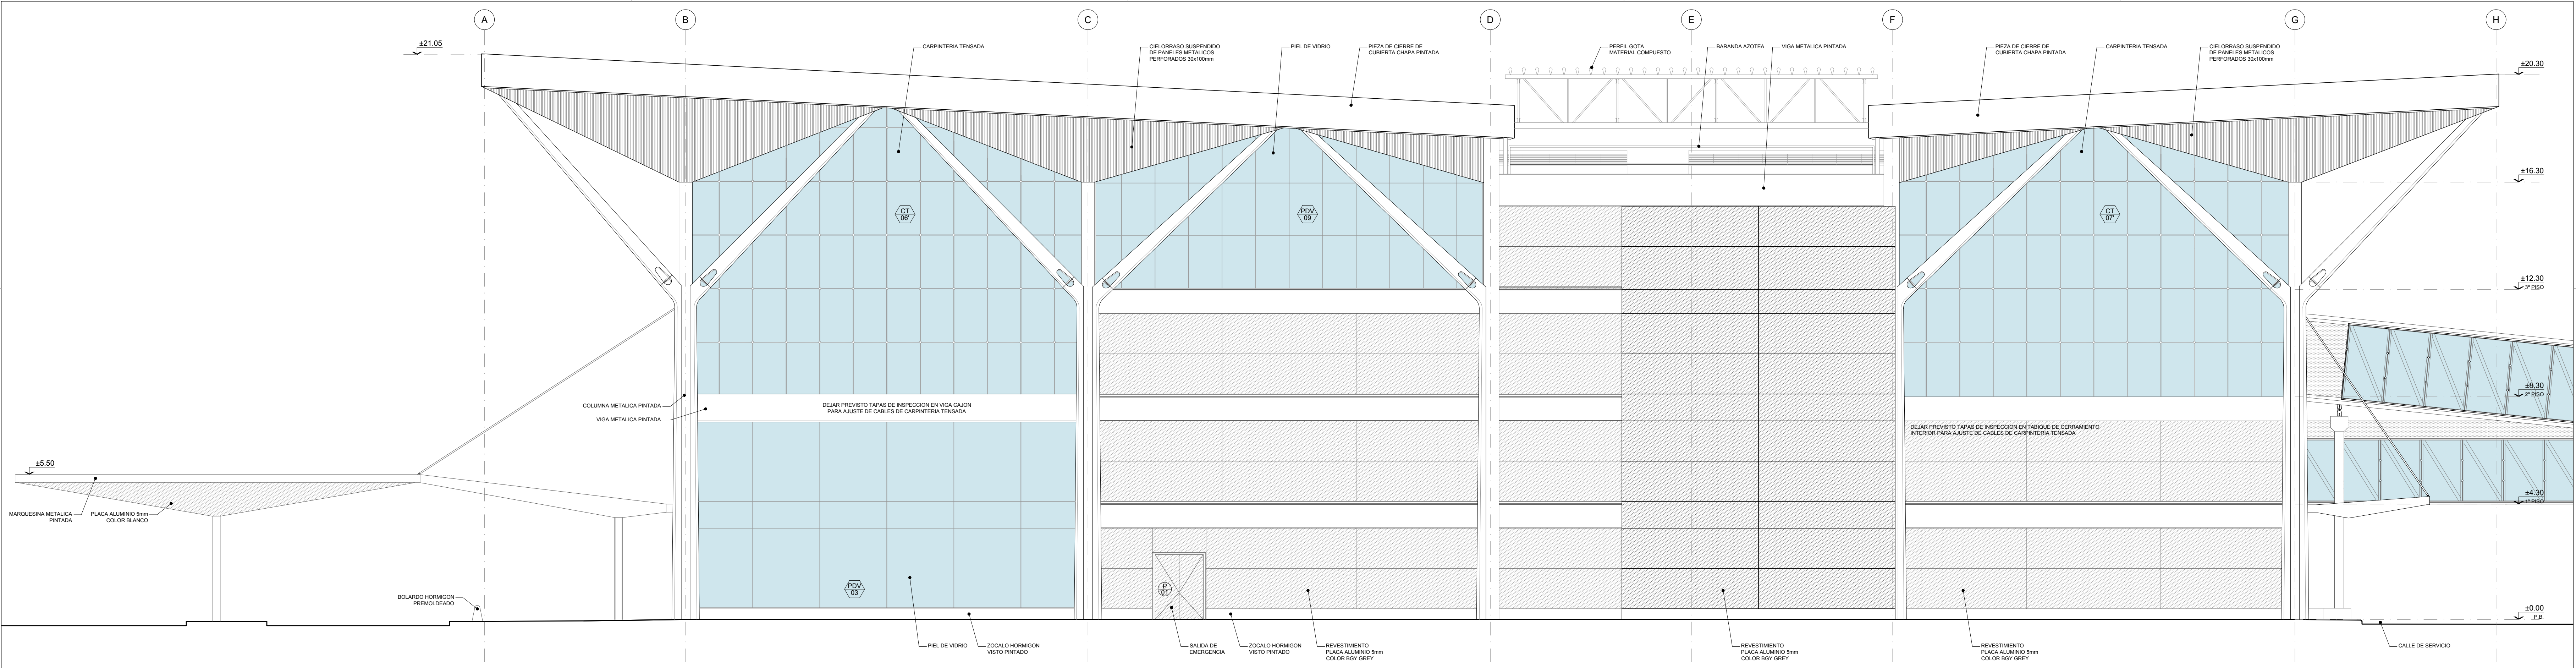 A
B
C
D
E
F
G
H
±21.05
CARPINTERIA TENSADA
CIELORRASO SUSPENDIDO
DE PANELES METALICOS
PERFORADOS 30x100mm
PIEL DE VIDRIO
PIEZA DE CIERRE DE
CUBIERTA CHAPA PINTADA
PERFIL GOTA
MATERIAL COMPUESTO
BARANDA AZOTEA
VIGA METALICA PINTADA
PIEZA DE CIERRE DE
CUBIERTA CHAPA PINTADA
CARPINTERIA TENSADA
CIELORRASO SUSPENDIDO
DE PANELES METALICOS
PERFORADOS 30x100mm
±20.30
±16.30
CT
06'
PDV
09
CT
07'
±12.30
3° PISO
±8.30
2° PISO
COLUMNA METALICA PINTADA
VIGA METALICA PINTADA
DEJAR PREVISTO TAPAS DE INSPECCION EN VIGA CAJON
PARA AJUSTE DE CABLES DE CARPINTERIA TENSADA
DEJAR PREVISTO TAPAS DE INSPECCION EN TABIQUE DE CERRAMIENTO
INTERIOR PARA AJUSTE DE CABLES DE CARPINTERIA TENSADA
±5.50
±4.30
1° PISO
MARQUESINA METALICA
PINTADA
PLACA ALUMINIO 5mm
COLOR BLANCO
BOLARDO HORMIGON
PREMOLDEADO
PDV
03
P
01
±0.00
P.B.
PIEL DE VIDRIO
ZOCALO HORMIGON
VISTO PINTADO
SALIDA DE
EMERGENCIA
ZOCALO HORMIGON
VISTO PINTADO
REVESTIMIENTO
PLACA ALUMINIO 5mm
COLOR BGY GREY
REVESTIMIENTO
PLACA ALUMINIO 5mm
COLOR BGY GREY
REVESTIMIENTO
PLACA ALUMINIO 5mm
COLOR BGY GREY
CALLE DE SERVICIO